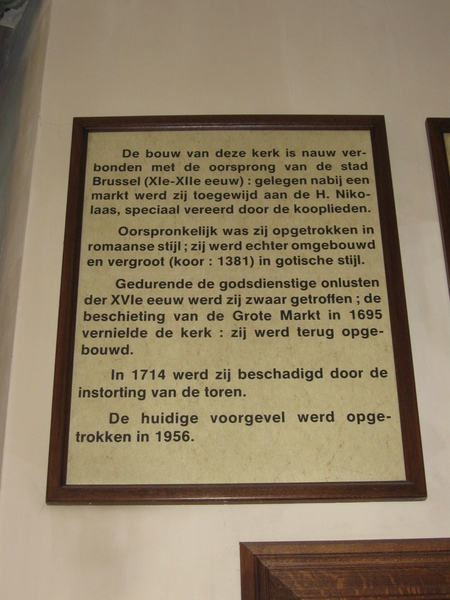 De bouw van deze kerk is nauw ver-
bonden met de oorsprong van de stad
Brussel (XIe-XIIe eeuw) : gelegen nabij een
markt werd zij toegewijd aan de H. Niko-
laas, speciaal vereerd door de kooplieden.
Oorspronkelijk was zij opgetrokken in
romaanse stijl ; zij werd echter omgebouwd
en vergroot (koor : 1381) in gotische stijl.
Gedurende de godsdienstige onlusten
der XVIe eeuw werd zij zwaar getroffen ; de
beschieting van de Grote Markt in 1695
vernielde de kerk : zij werd terug opge-
bouwd.
In 1714 werd zij beschadigd door de
instorting van de toren.
De huidige voorgevel werd opge-
trokken in 1956.